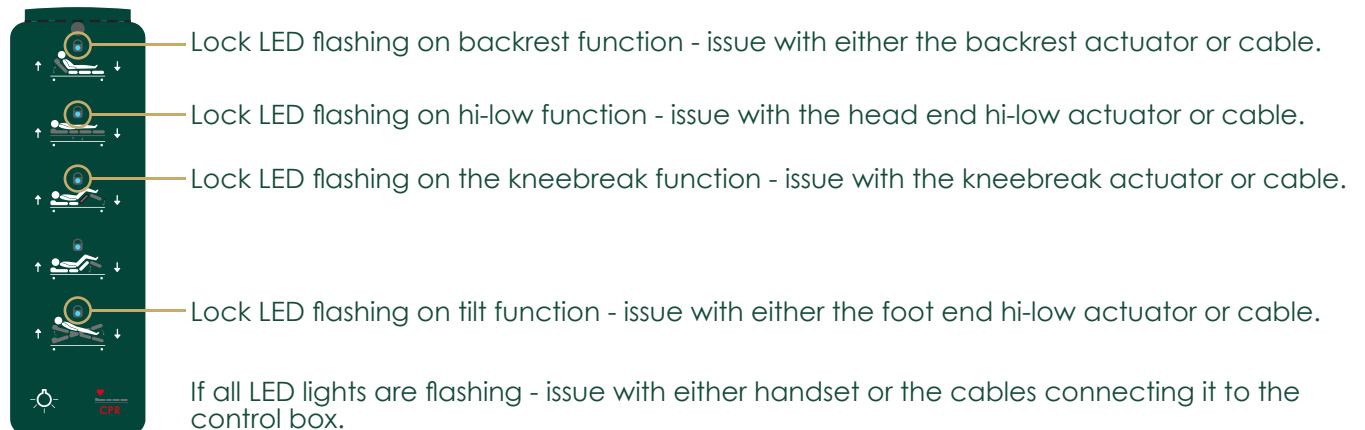 Lock LED flashing on backrest function - issue with either the backrest actuator or cable.
Lock LED flashing on hi-low function - issue with the head end hi-low actuator or cable.
Lock LED flashing on the kneebreak function - issue with the kneebreak actuator or cable.
Lock LED flashing on tilt function - issue with either the foot end hi-low actuator or cable.
If all LED lights are flashing - issue with either handset or the cables connecting it to the
control box.
CPR